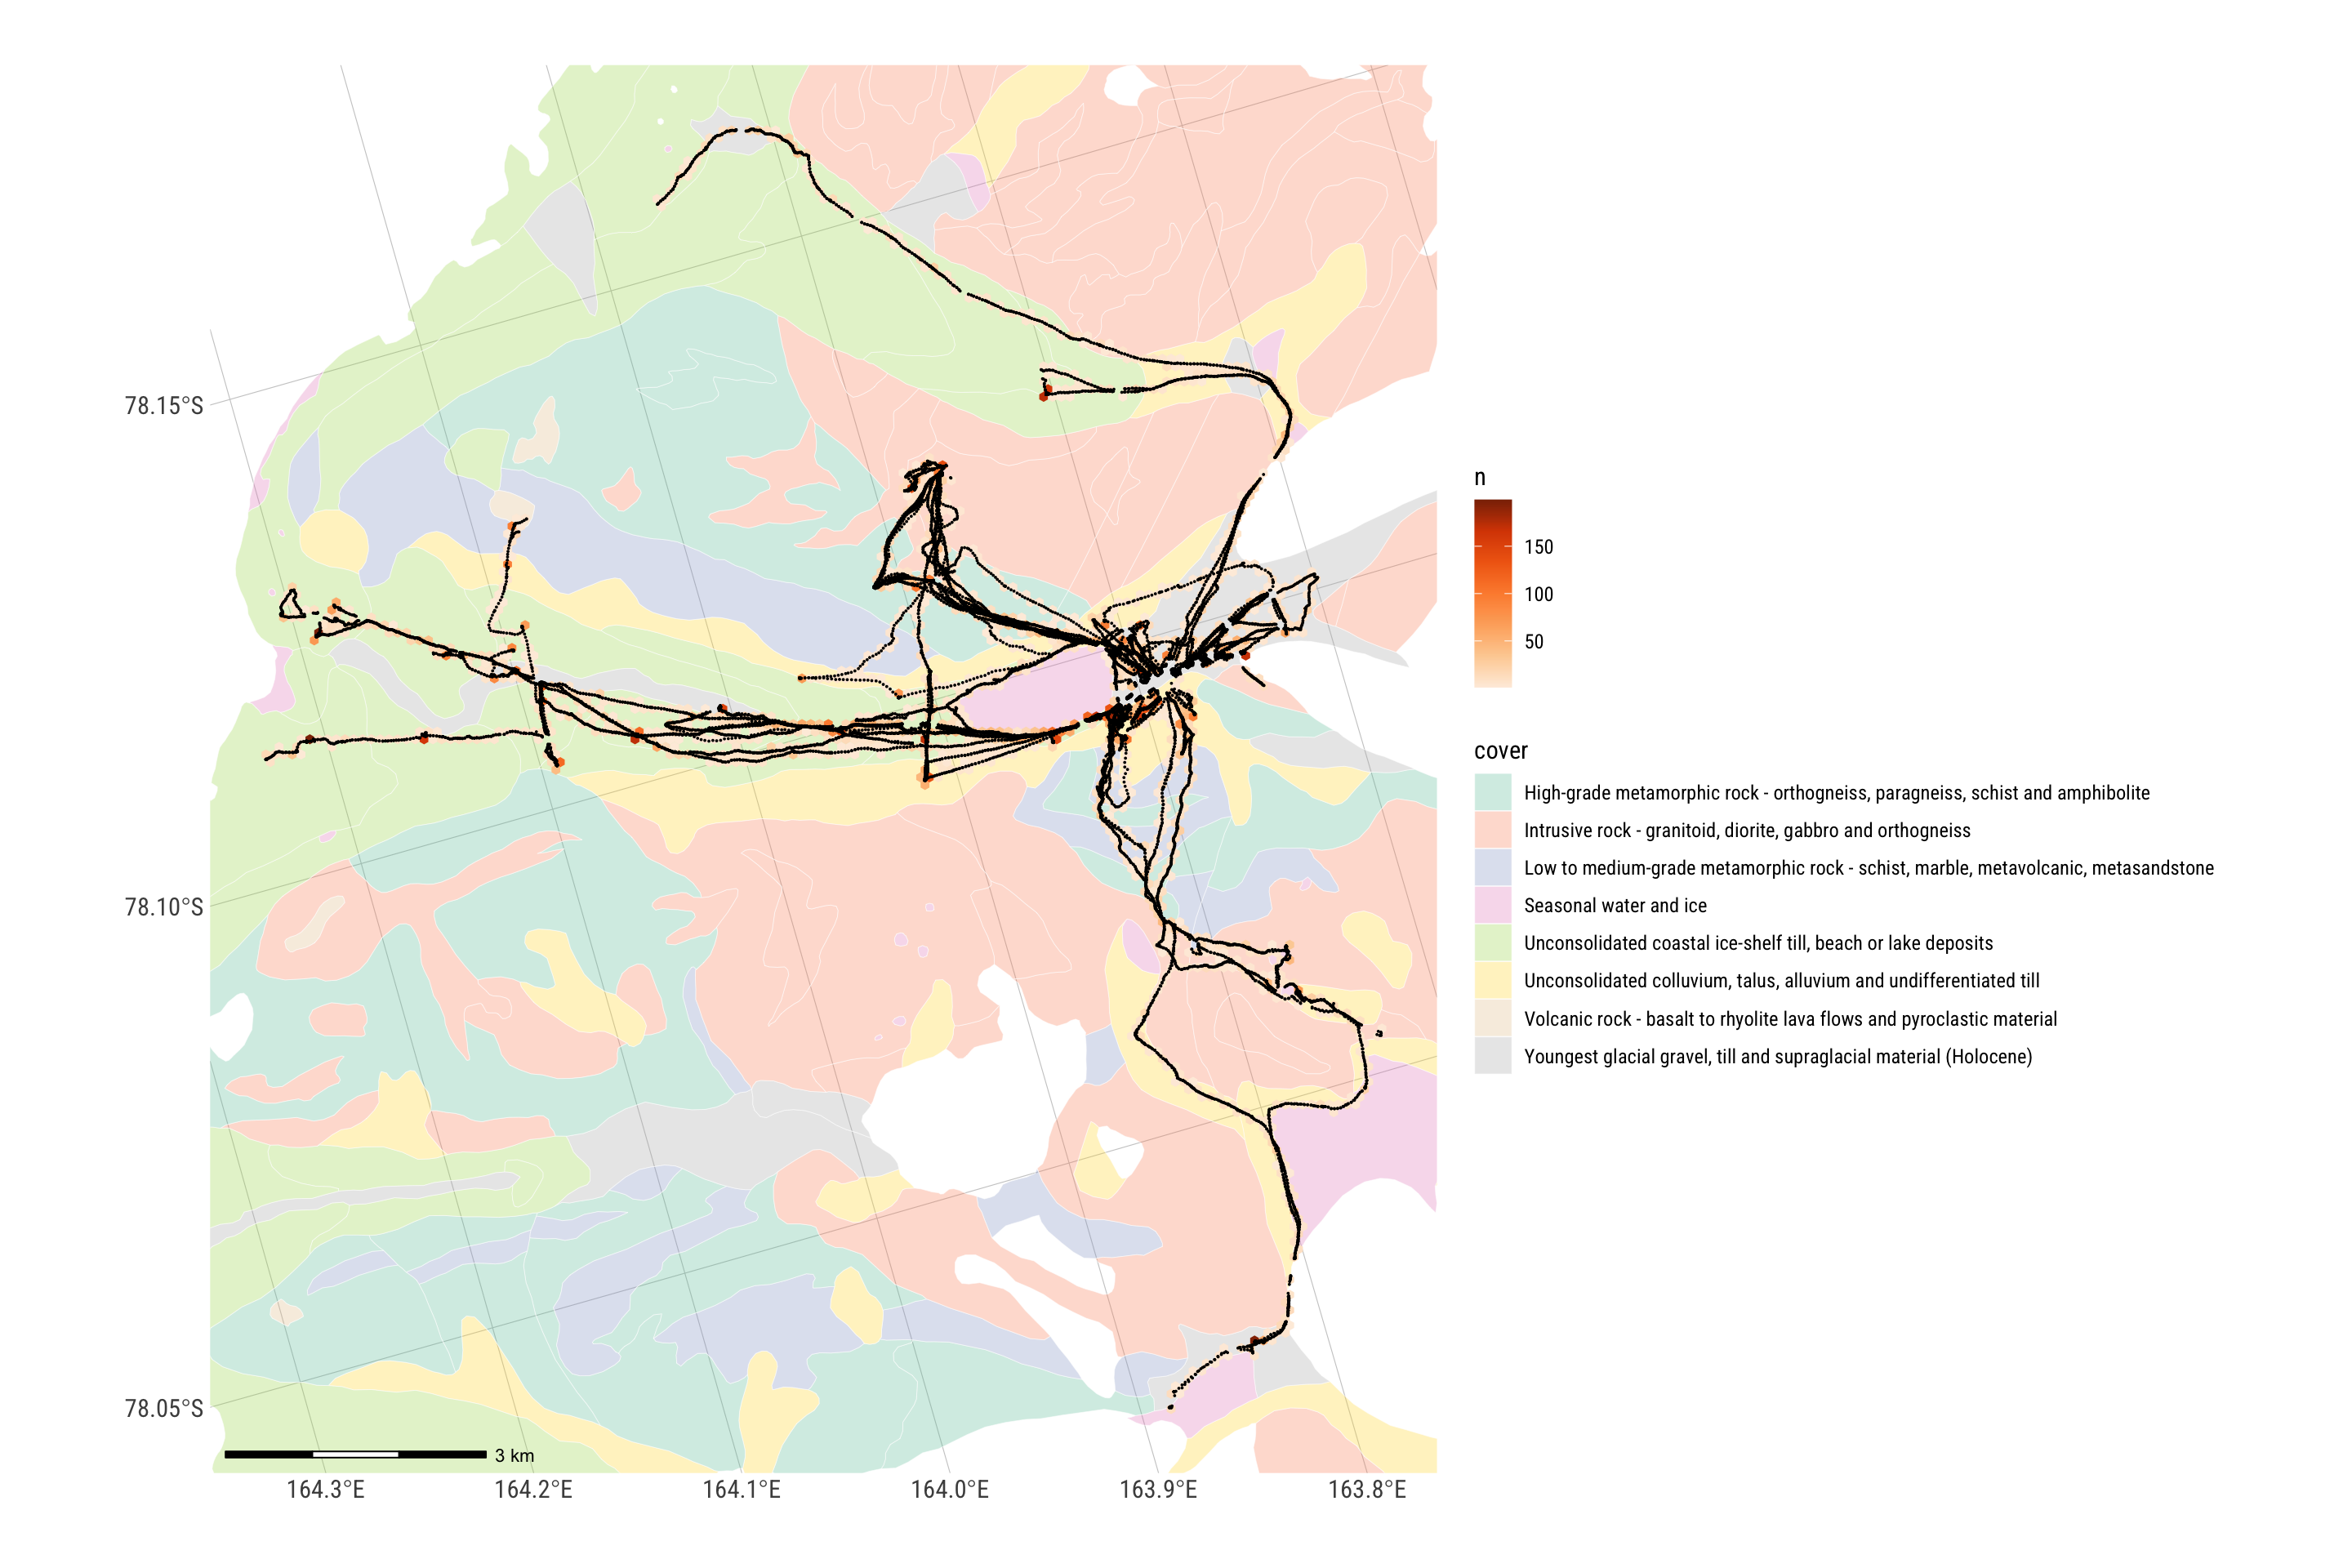 78.15°S
78.10°S
78.05°S
3 km
164.3°E
164.2°E
164.1°E
164.0°E
163.9°E
163.8°E
n
150
100
50
cover
High-grade metamorphic rock - orthogneiss, paragneiss, schist and amphibolite
Intrusive rock - granitoid, diorite, gabbro and orthogneiss
Low to medium-grade metamorphic rock - schist, marble, metavolcanic, metasandstone
Seasonal water and ice
Unconsolidated coastal ice-shelf till, beach or lake deposits
Unconsolidated colluvium, talus, alluvium and undifferentiated till
Volcanic rock - basalt to rhyolite lava flows and pyroclastic material
Youngest glacial gravel, till and supraglacial material (Holocene)